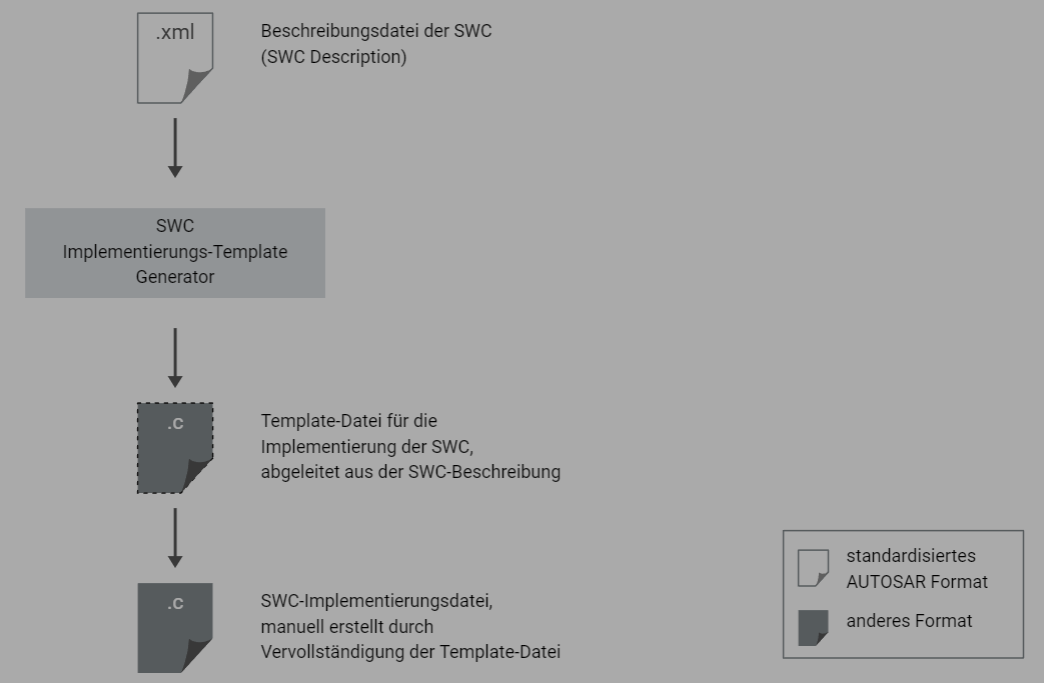 .xml
Beschreibungsdatei der SWC
(SWC Description)
SWC
Implementierungs-Template
Generator
.c
Template-Datei für die
Implementierung der SWC,
abgeleitet aus der SWC-Beschreibung
.c
SWC-Implementierungsdatei,
manuell erstellt durch
Vervollständigung der Template-Datei
standardisiertes
AUTOSAR Format
anderes Format